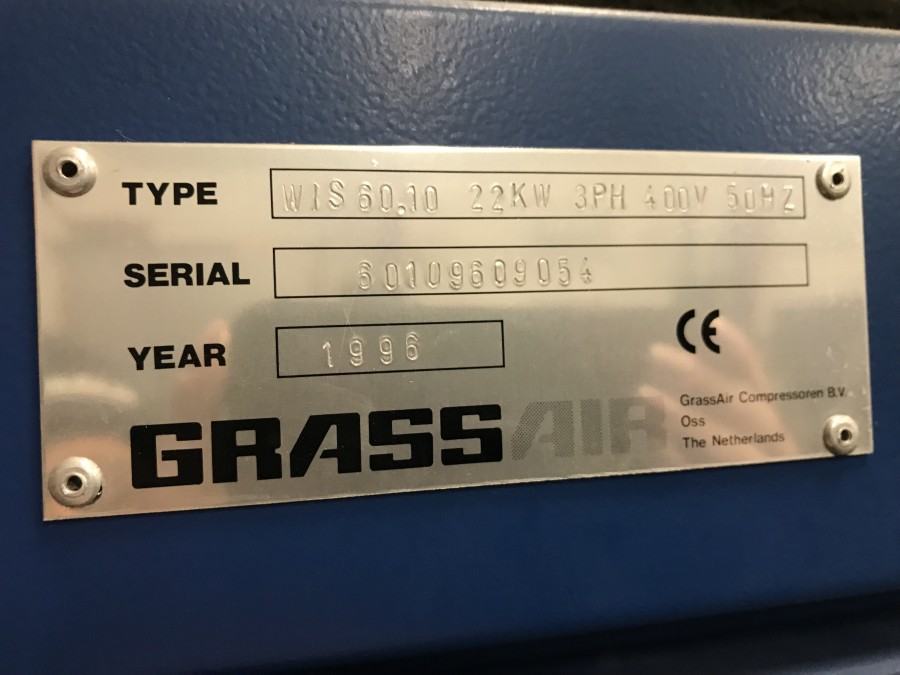 TYPE WIS 60.10 22KW 3PH 400V 50HZ
SERIAL 60109609054
YEAR 1996
CE
GRASSAIR
GrassAir Compressoren B.V.
Oss
The Netherlands